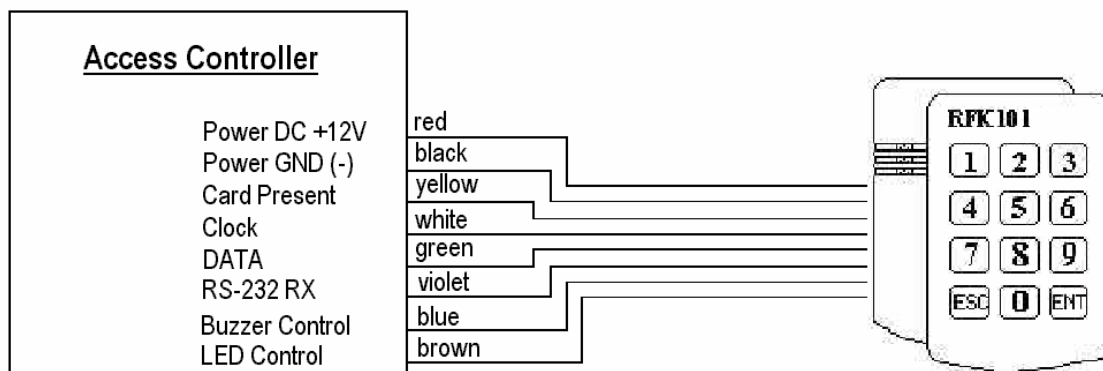 Access Controller
Power DC +12V red
Power GND (-) black
Card Present yellow
Clock white
DATA green
RS-232 RX violet
Buzzer Control blue
LED Control brown
RFK101
1 2 3
4 5 6
7 8 9
ESC 0 ENT